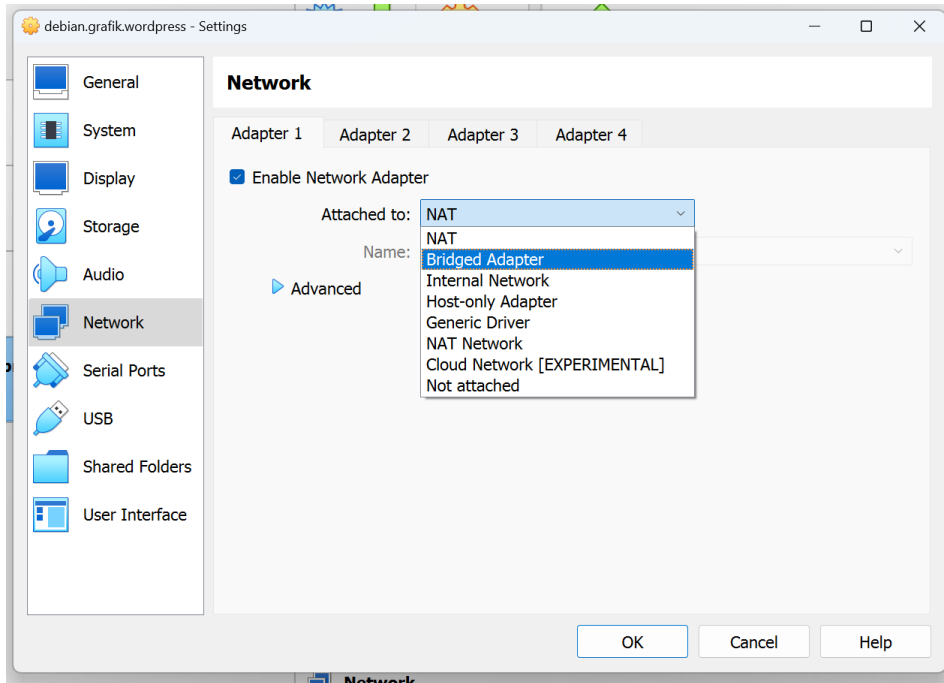 debian.grafik.wordpress - Settings
General
System
Display
Storage
Audio
Network
Serial Ports
USB
Shared Folders
User Interface
Network
Adapter 1 Adapter 2 Adapter 3 Adapter 4
Enable Network Adapter
Attached to: NAT
NAT
Name:
Bridged Adapter
Internal Network
Advanced
Host-only Adapter
Generic Driver
NAT Network
Cloud Network [EXPERIMENTAL]
Not attached
OK Cancel Help
Network